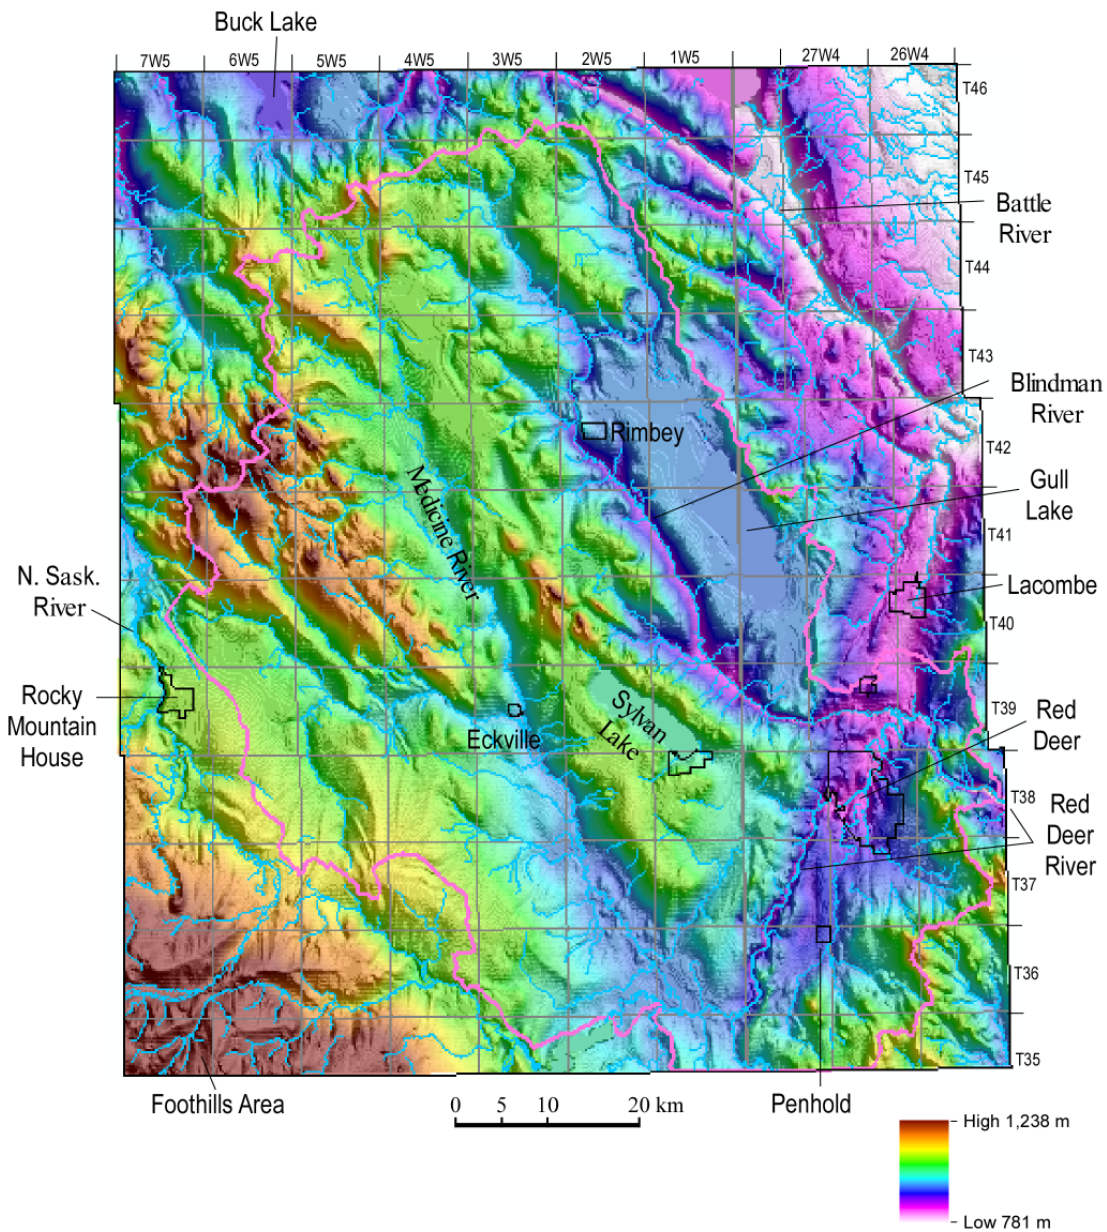 Buck Lake
7W5
6W5
5W5
4W5
3W5
2W5
1W5
27W4
26W4
T46
T45
Battle
River
T44
T43
Blindman
River
Rimbey
T42
Gull
Lake
Medicine River
T41
N. Sask.
River
Lacombe
T40
Rocky
Mountain
House
Sylvan
Lake
T39
Red
Deer
Eckville
T38
Red
Deer
River
T37
T36
T35
Foothills Area
0 5 10 20 km
Penhold
High 1,238 m
Low 781 m